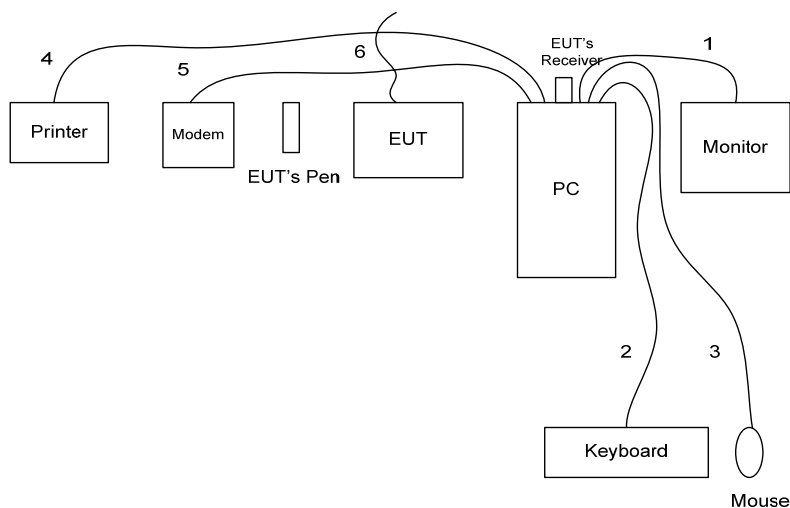 EUT's
Receiver
1
4
6
5
Printer
Modem
EUT
EUT's Pen
PC
Monitor
2
3
Keyboard
Mouse